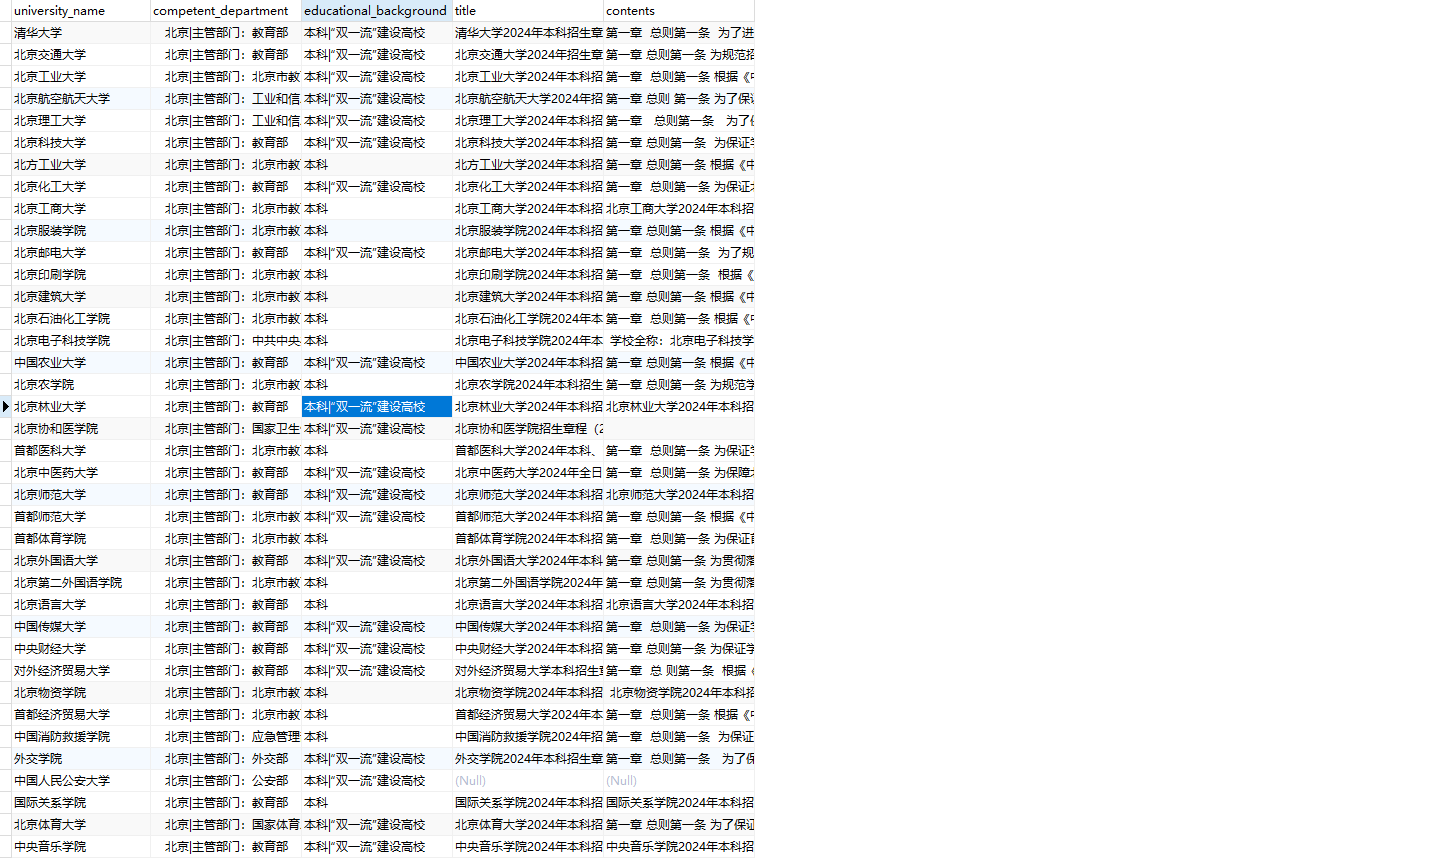 university_name competent_department educational_background title contents
清华大学 北京|主管部门：教育部 本科|“双一流”建设高校 清华大学2024年本科招生章 第一章  总则第一条  为了进
北京交通大学 北京|主管部门：教育部 本科|“双一流”建设高校 北京交通大学2024年招生章 第一章  总则第一条 为规范招
北京工业大学 北京|主管部门：北京市教 本科|“双一流”建设高校 北京工业大学2024年本科招 第一章  总则第一条 根据《中
北京航空航天大学 北京|主管部门：工业和信 本科|“双一流”建设高校 北京航空航天大学2024年招 第一章 总则 第一条 为了保证
北京理工大学 北京|主管部门：工业和信 本科|“双一流”建设高校 北京理工大学2024年本科招 第一章   总则第一条   为了保
北京科技大学 北京|主管部门：教育部 本科|“双一流”建设高校 北京科技大学2024年本科招 第一章 总则第一条  为保证学
北方工业大学 北京|主管部门：北京市教 本科 北方工业大学2024年本科招 第一章 总则第一条 根据《中
北京化工大学 北京|主管部门：教育部 本科|“双一流”建设高校 北京化工大学2024年本科招 第一章  总则第一条 为保证北
北京工商大学 北京|主管部门：北京市教 本科 北京工商大学2024年本科招 北京工商大学2024年本科招
北京服装学院 北京|主管部门：北京市教 本科 北京服装学院2024年本科招 第一章 总则第一条 根据《中
北京邮电大学 北京|主管部门：教育部 本科|“双一流”建设高校 北京邮电大学2024年本科招 第一章  总则第一条  为了规
北京印刷学院 北京|主管部门：北京市教 本科 北京印刷学院2024年本科招 第一章  总则第一条  根据《
北京建筑大学 北京|主管部门：北京市教 本科 北京建筑大学2024年本科招 第一章 总则第一条 根据《中
北京石油化工学院 北京|主管部门：北京市教 本科 北京石油化工学院2024年本 第一章  总则第一条 根据《中
北京电子科技学院 北京|主管部门：中共中央 本科 北京电子科技学院2024年本 学校全称：北京电子科技学
中国农业大学 北京|主管部门：教育部 本科|“双一流”建设高校 中国农业大学2024年本科招 第一章 总则第一条 根据《中
北京农学院 北京|主管部门：北京市教 本科 北京农学院2024年本科招生 第一章 总则第一条 为规范学
北京林业大学 北京|主管部门：教育部 本科|“双一流”建设高校 北京林业大学2024年本科招 北京林业大学2024年本科招
北京协和医学院 北京|主管部门：国家卫生 本科|“双一流”建设高校 北京协和医学院招生章程（2
首都医科大学 北京|主管部门：北京市教 本科 首都医科大学2024年本科、 第一章  总则第一条 为保证学
北京中医药大学 北京|主管部门：教育部 本科|“双一流”建设高校 北京中医药大学2024年全日 第一章  总则第一条 为保障北
北京师范大学 北京|主管部门：教育部 本科|“双一流”建设高校 北京师范大学2024年本科招 北京师范大学2024年本科招
首都师范大学 北京|主管部门：北京市教 本科|“双一流”建设高校 首都师范大学2024年本科招 第一章 总则第一条 根据《中
首都体育学院 北京|主管部门：北京市教 本科 首都体育学院2024年本科招 第一章  总则第一条  为保证首
北京外国语大学 北京|主管部门：教育部 本科|“双一流”建设高校 北京外国语大学2024年本科 第一章 总则第一条 为贯彻落
北京第二外国语学院 北京|主管部门：北京市教 本科 北京第二外国语学院2024年 第一章 总则第一条 为贯彻落
北京语言大学 北京|主管部门：教育部 本科 北京语言大学2024年本科招 北京语言大学2024年本科招
中国传媒大学 北京|主管部门：教育部 本科|“双一流”建设高校 中国传媒大学2024年本科招 第一章  总则第一条 为保证学
中央财经大学 北京|主管部门：教育部 本科|“双一流”建设高校 中央财经大学2024年本科招 第一章 总则第一条 为保证学
对外经济贸易大学 北京|主管部门：教育部 本科|“双一流”建设高校 对外经济贸易大学本科招生章 第一章  总 则第一条  根据《
北京物资学院 北京|主管部门：北京市教 本科 北京物资学院2024年本科招 北京物资学院2024年本科招
首都经济贸易大学 北京|主管部门：北京市教 本科 首都经济贸易大学2024年本 第一章  总则第一条 根据《中
中国消防救援学院 北京|主管部门：应急管理 本科 中国消防救援学院2024年招 第一章  总则第一条  为保证
外交学院 北京|主管部门：外交部 本科|“双一流”建设高校 外交学院2024年本科招生章 第一章  总则第一条   为了保
中国人民公安大学 北京|主管部门：公安部 本科|“双一流”建设高校 (Null) (Null)
国际关系学院 北京|主管部门：教育部 本科 国际关系学院2024年本科招 国际关系学院2024年本科招
北京体育大学 北京|主管部门：国家体育 本科|“双一流”建设高校 北京体育大学2024年本科招 第一章 总则第一条 为了保证
中央音乐学院 北京|主管部门：教育部 本科|“双一流”建设高校 中央音乐学院2024年本科招 中央音乐学院2024年本科招